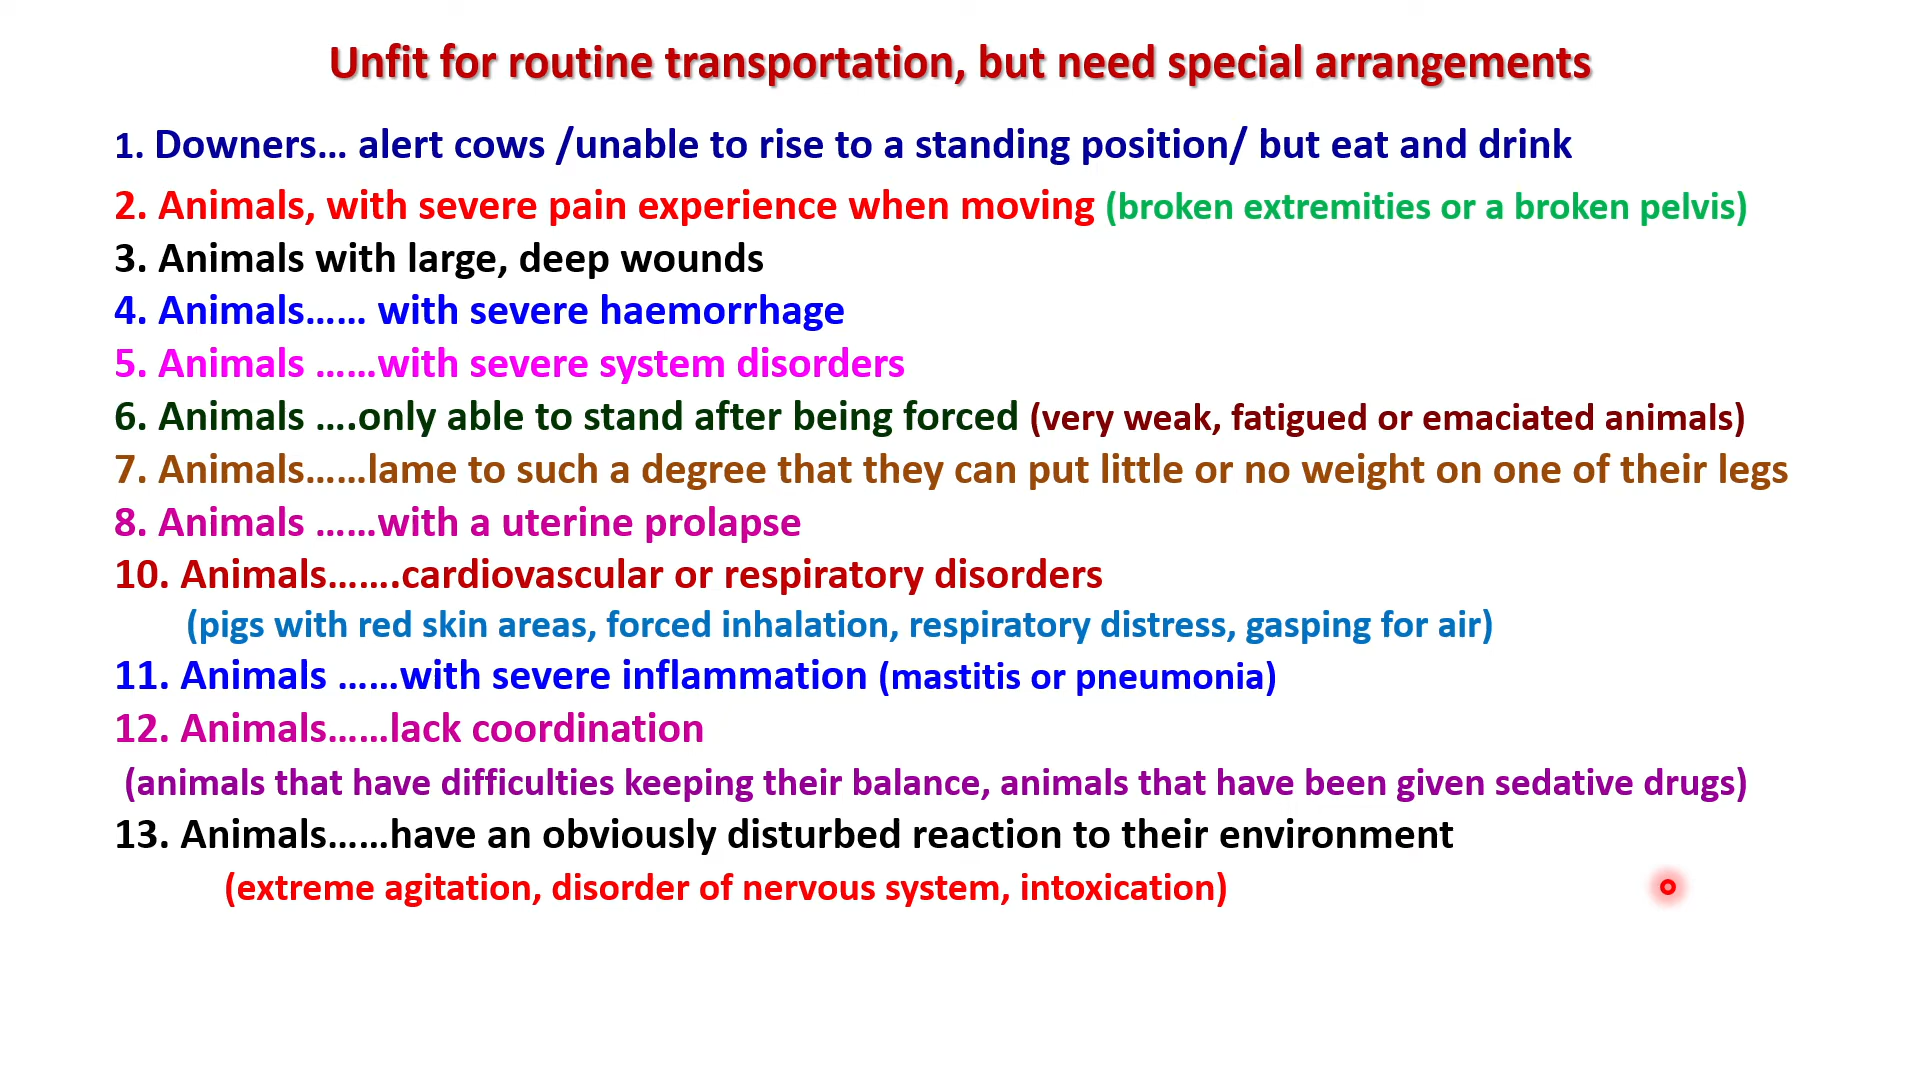 Unfit for routine transportation, but need special arrangements
1. Downers... alert cows /unable to rise to a standing position/ but eat and drink
2. Animals, with severe pain experience when moving (broken extremities or a broken pelvis)
3. Animals with large, deep wounds
4. Animals...... with severe haemorrhage
5. Animals ......with severe system disorders
6. Animals ....only able to stand after being forced (very weak, fatigued or emaciated animals)
7. Animals......lame to such a degree that they can put little or no weight on one of their legs
8. Animals ......with a uterine prolapse
10. Animals.......cardiovascular or respiratory disorders
(pigs with red skin areas, forced inhalation, respiratory distress, gasping for air)
11. Animals ......with severe inflammation (mastitis or pneumonia)
12. Animals......lack coordination
(animals that have difficulties keeping their balance, animals that have been given sedative drugs)
13. Animals......have an obviously disturbed reaction to their environment
(extreme agitation, disorder of nervous system, intoxication)